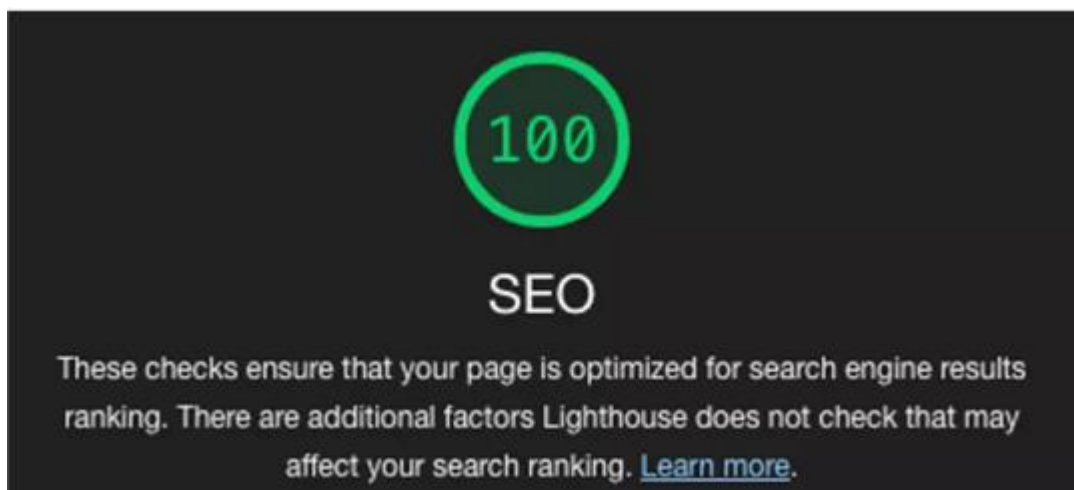 100
SEO
These checks ensure that your page is optimized for search engine results
ranking. There are additional factors Lighthouse does not check that may
affect your search ranking. Learn more.